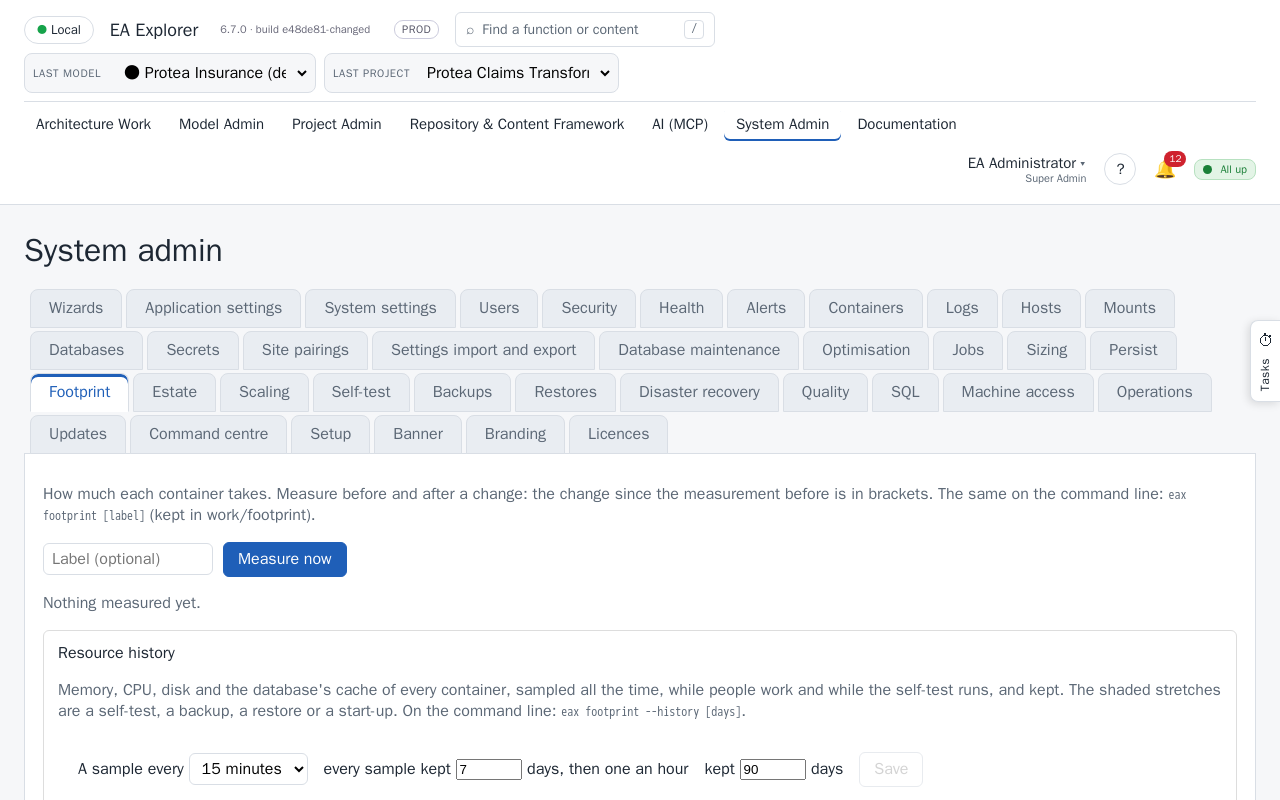 Local EA Explorer 6.7.0 · build e48de81-changed PROD Find a function or content /
LAST MODEL Protea Insurance (de LAST PROJECT Protea Claims Transfor
Architecture Work Model Admin Project Admin Repository & Content Framework AI (MCP) System Admin Documentation
EA Administrator ▾ ? 12 All up
Super Admin
System admin
Wizards Application settings System settings Users Security Health Alerts Containers Logs Hosts Mounts
Databases Secrets Site pairings Settings import and export Database maintenance Optimisation Jobs Sizing Persist
Tasks
Footprint Estate Scaling Self-test Backups Restores Disaster recovery Quality SQL Machine access Operations
Updates Command centre Setup Banner Branding Licences
How much each container takes. Measure before and after a change: the change since the measurement before is in brackets. The same on the command line: eax
footprint [label] (kept in work/footprint).
Label (optional) Measure now
Nothing measured yet.
Resource history
Memory, CPU, disk and the database's cache of every container, sampled all the time, while people work and while the self-test runs, and kept. The shaded stretches
are a self-test, a backup, a restore or a start-up. On the command line: eax footprint --history [days].
A sample every 15 minutes every sample kept 7 days, then one an hour kept 90 days Save